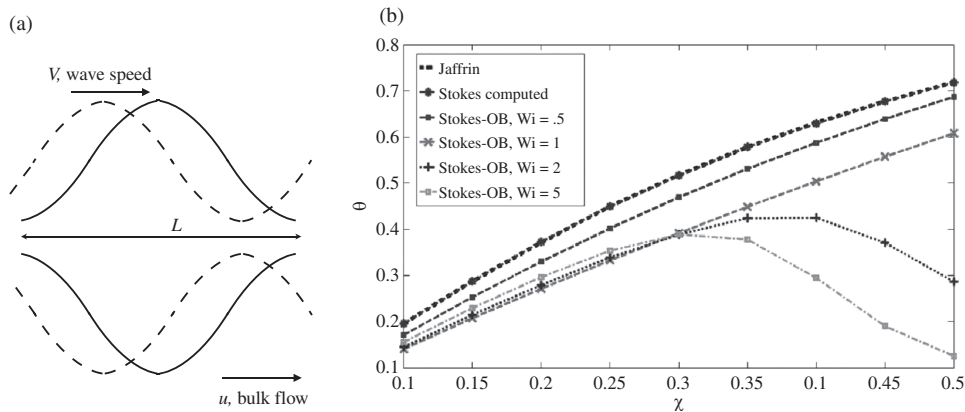 (a)
V, wave speed
L
u, bulk flow
(b)
0.8
0.7
0.6
0.5
0.4
0.3
0.2
0.1
θ
Jaffrin
Stokes computed
Stokes-OB, Wi = .5
Stokes-OB, Wi = 1
Stokes-OB, Wi = 2
Stokes-OB, Wi = 5
0.1 0.15 0.2 0.25 0.3 0.35 0.1 0.45 0.5
χ